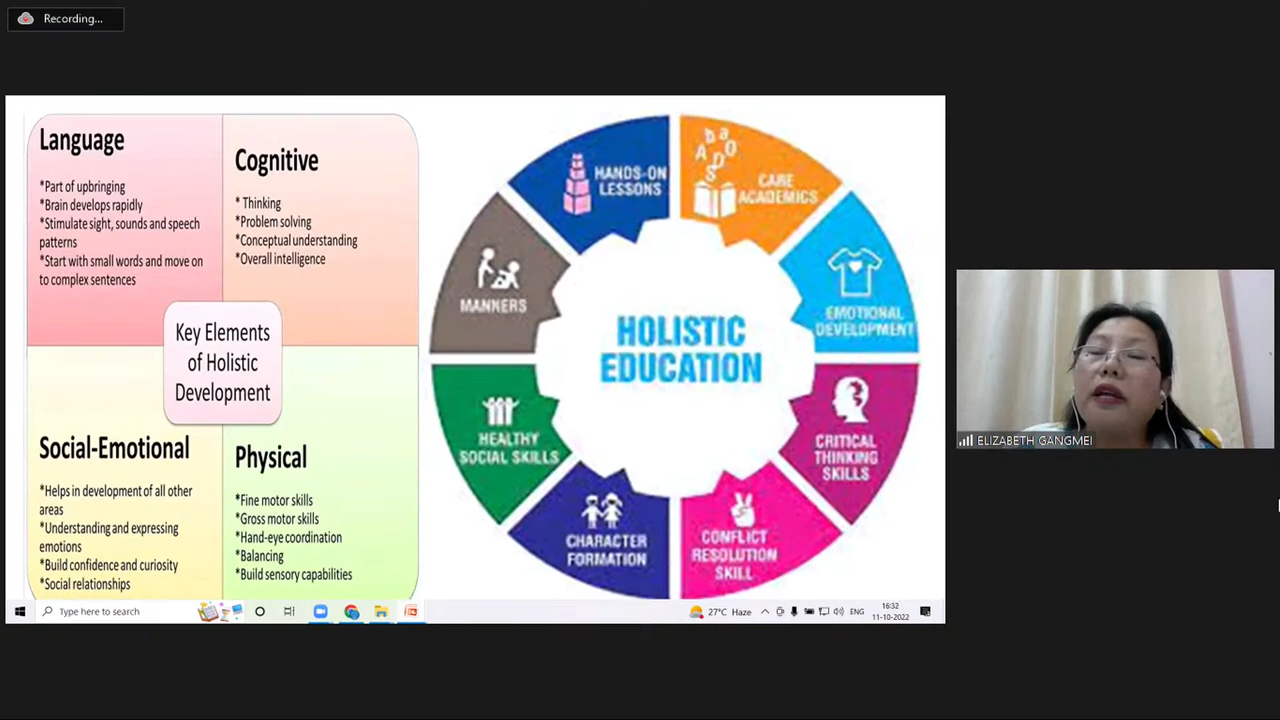 Recording...
Language
*Part of upbringing
*Brain develops rapidly
*Stimulate sight, sounds and speech
patterns
*Start with small words and move on
to complex sentences
Cognitive
* Thinking
*Problem solving
*Conceptual understanding
*Overall intelligence
Key Elements
of Holistic
Development
Social-Emotional
*Helps in development of all other
areas
*Understanding and expressing
emotions
*Build confidence and curiosity
*Social relationships
Physical
*Fine motor skills
*Gross motor skills
*Hand-eye coordination
*Balancing
*Build sensory capabilities
HOLISTIC
EDUCATION
HANDS-ON
LESSONS
CARE
ACADEMICS
EMOTIONAL
DEVELOPMENT
CRITICAL
THINKING
SKILLS
CONFLICT
RESOLUTION
SKILL
CHARACTER
FORMATION
HEALTHY
SOCIAL SKILLS
MANNERS
ELIZABETH GANGMEI
Type here to search
27°C Haze
ENG
16:32
11-10-2022